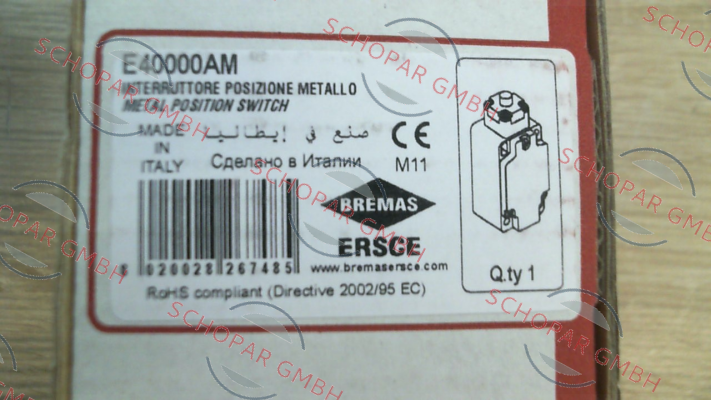 E40000AM
INTERRUTTORE POSIZIONE METALLO
METAL POSITION SWITCH
MADE IN ITALY
صنع في إيطاليا
Сделано в Италии
CE
M11
BREMAS
ERSCE
www.bremasersce.com
8 020028 267485
Q.ty 1
RoHS compliant (Directive 2002/95 EC)
SCHOPAR GMBH
SCHOPAR GMBH
SCHOPAR GMBH
SCHOPAR GMBH
SCHOPAR GMBH
SCHOPAR GMBH